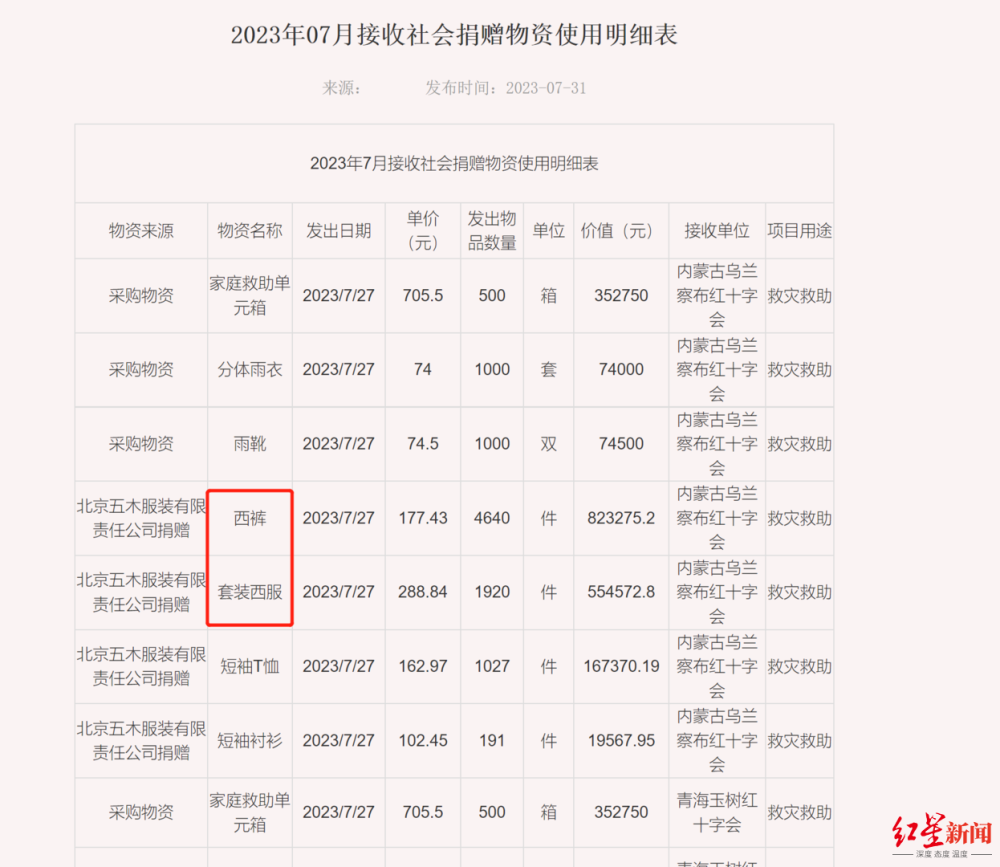 2023年07月接收社会捐赠物资使用明细表
来源： 发布时间：2023-07-31
2023年7月接收社会捐赠物资使用明细表
物资来源 物资名称 发出日期 单价（元） 发出物品数量 单位 价值（元） 接收单位 项目用途
采购物资 家庭救助单元箱 2023/7/27 705.5 500 箱 352750 内蒙古乌兰察布红十字会 救灾救助
采购物资 分体雨衣 2023/7/27 74 1000 套 74000 内蒙古乌兰察布红十字会 救灾救助
采购物资 雨靴 2023/7/27 74.5 1000 双 74500 内蒙古乌兰察布红十字会 救灾救助
北京五木服装有限责任公司捐赠 西裤 2023/7/27 177.43 4640 件 823275.2 内蒙古乌兰察布红十字会 救灾救助
北京五木服装有限责任公司捐赠 套装西服 2023/7/27 288.84 1920 件 554572.8 内蒙古乌兰察布红十字会 救灾救助
北京五木服装有限责任公司捐赠 短袖T恤 2023/7/27 162.97 1027 件 167370.19 内蒙古乌兰察布红十字会 救灾救助
北京五木服装有限责任公司捐赠 短袖衬衫 2023/7/27 102.45 191 件 19567.95 内蒙古乌兰察布红十字会 救灾救助
采购物资 家庭救助单元箱 2023/7/27 705.5 500 箱 352750 青海玉树红十字会 救灾救助
红星新闻
深度 态度 温度